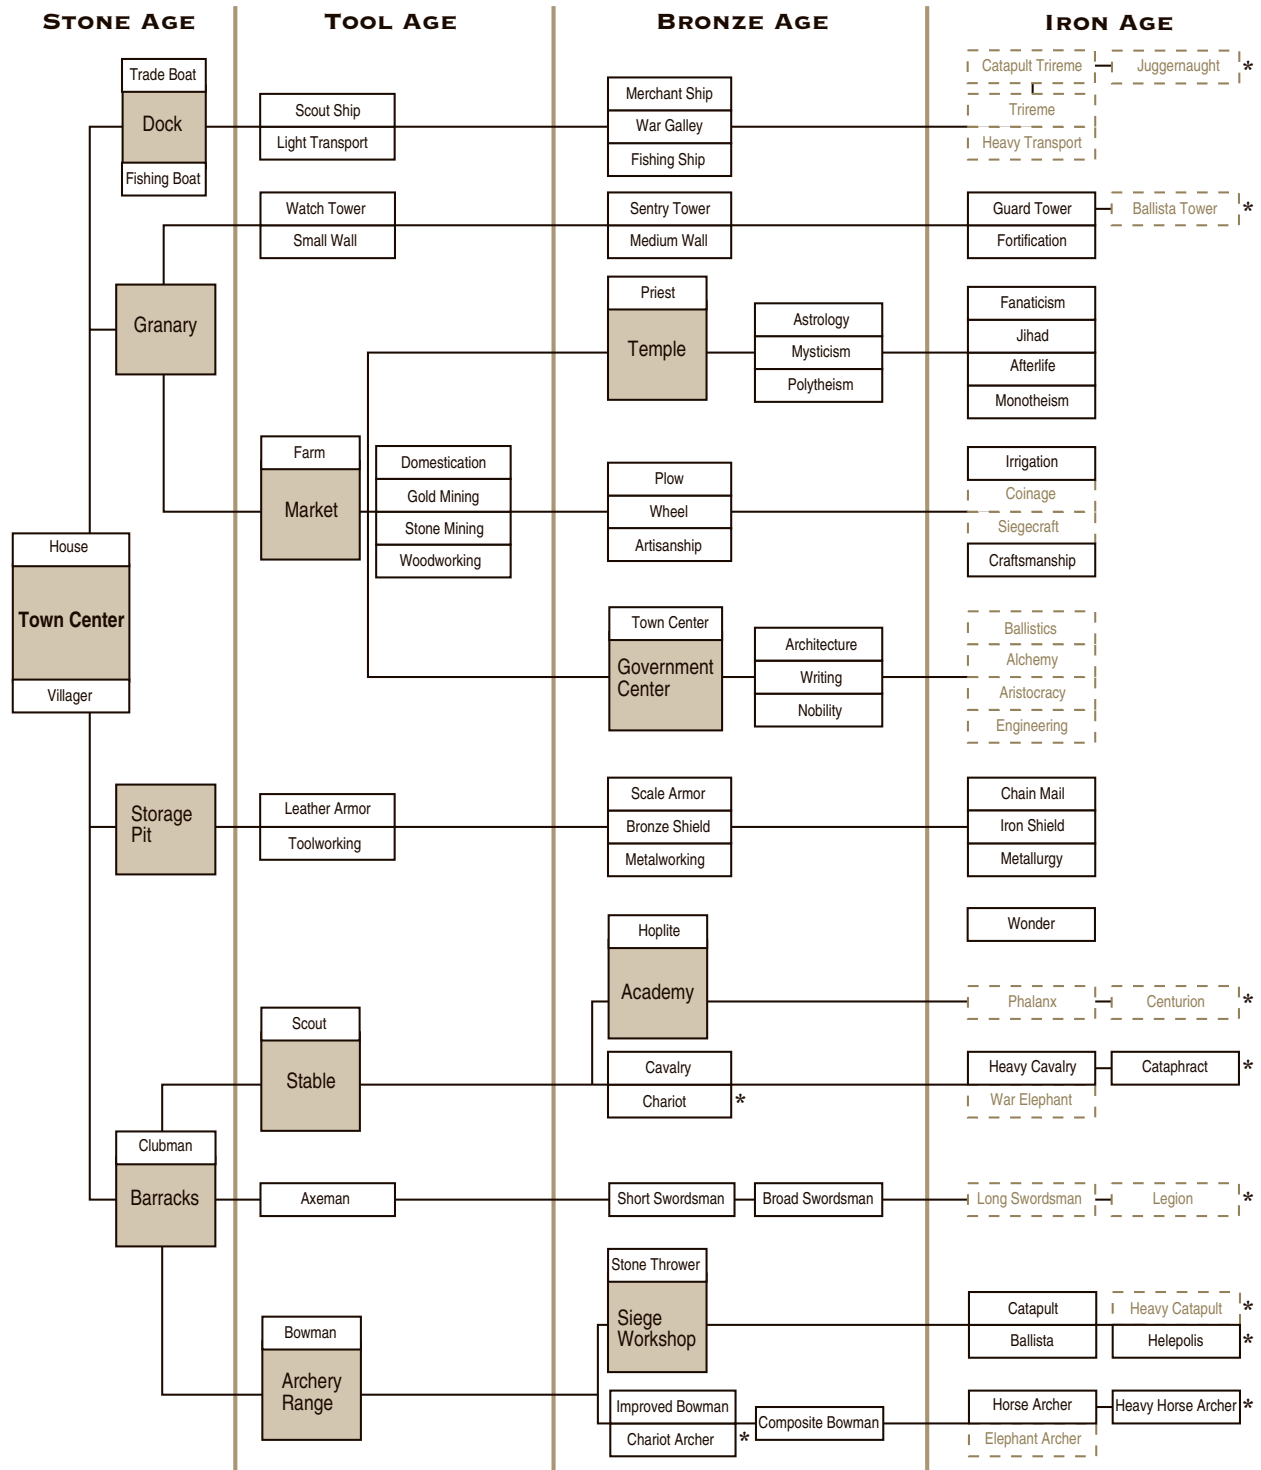 STONE AGE
TOOL AGE
BRONZE AGE
IRON AGE
Trade Boat
Dock
Fishing Boat
Scout Ship
Light Transport
Merchant Ship
War Galley
Fishing Ship
Catapult Trireme
Juggernaught *
Trireme
Heavy Transport
Granary
Watch Tower
Small Wall
Sentry Tower
Medium Wall
Guard Tower
Ballista Tower *
Fortification
Priest
Temple
Astrology
Mysticism
Polytheism
Fanaticism
Jihad
Afterlife
Monotheism
Farm
Market
Domestication
Gold Mining
Stone Mining
Woodworking
Plow
Wheel
Artisanship
Irrigation
Coinage
Siegecraft
Craftsmanship
House
Town Center
Villager
Town Center
Government
Center
Architecture
Writing
Nobility
Ballistics
Alchemy
Aristocracy
Engineering
Storage
Pit
Leather Armor
Toolworking
Scale Armor
Bronze Shield
Metalworking
Chain Mail
Iron Shield
Metallurgy
Wonder
Hoplite
Academy
Phalanx
Centurion *
Scout
Stable
Cavalry
Chariot *
Heavy Cavalry
Cataphract *
War Elephant
Clubman
Barracks
Axeman
Short Swordsman
Broad Swordsman
Long Swordsman
Legion *
Stone Thrower
Siege
Workshop
Catapult
Heavy Catapult *
Ballista
Helepolis *
Bowman
Archery
Range
Improved Bowman
Chariot Archer *
Composite Bowman
Horse Archer
Heavy Horse Archer *
Elephant Archer